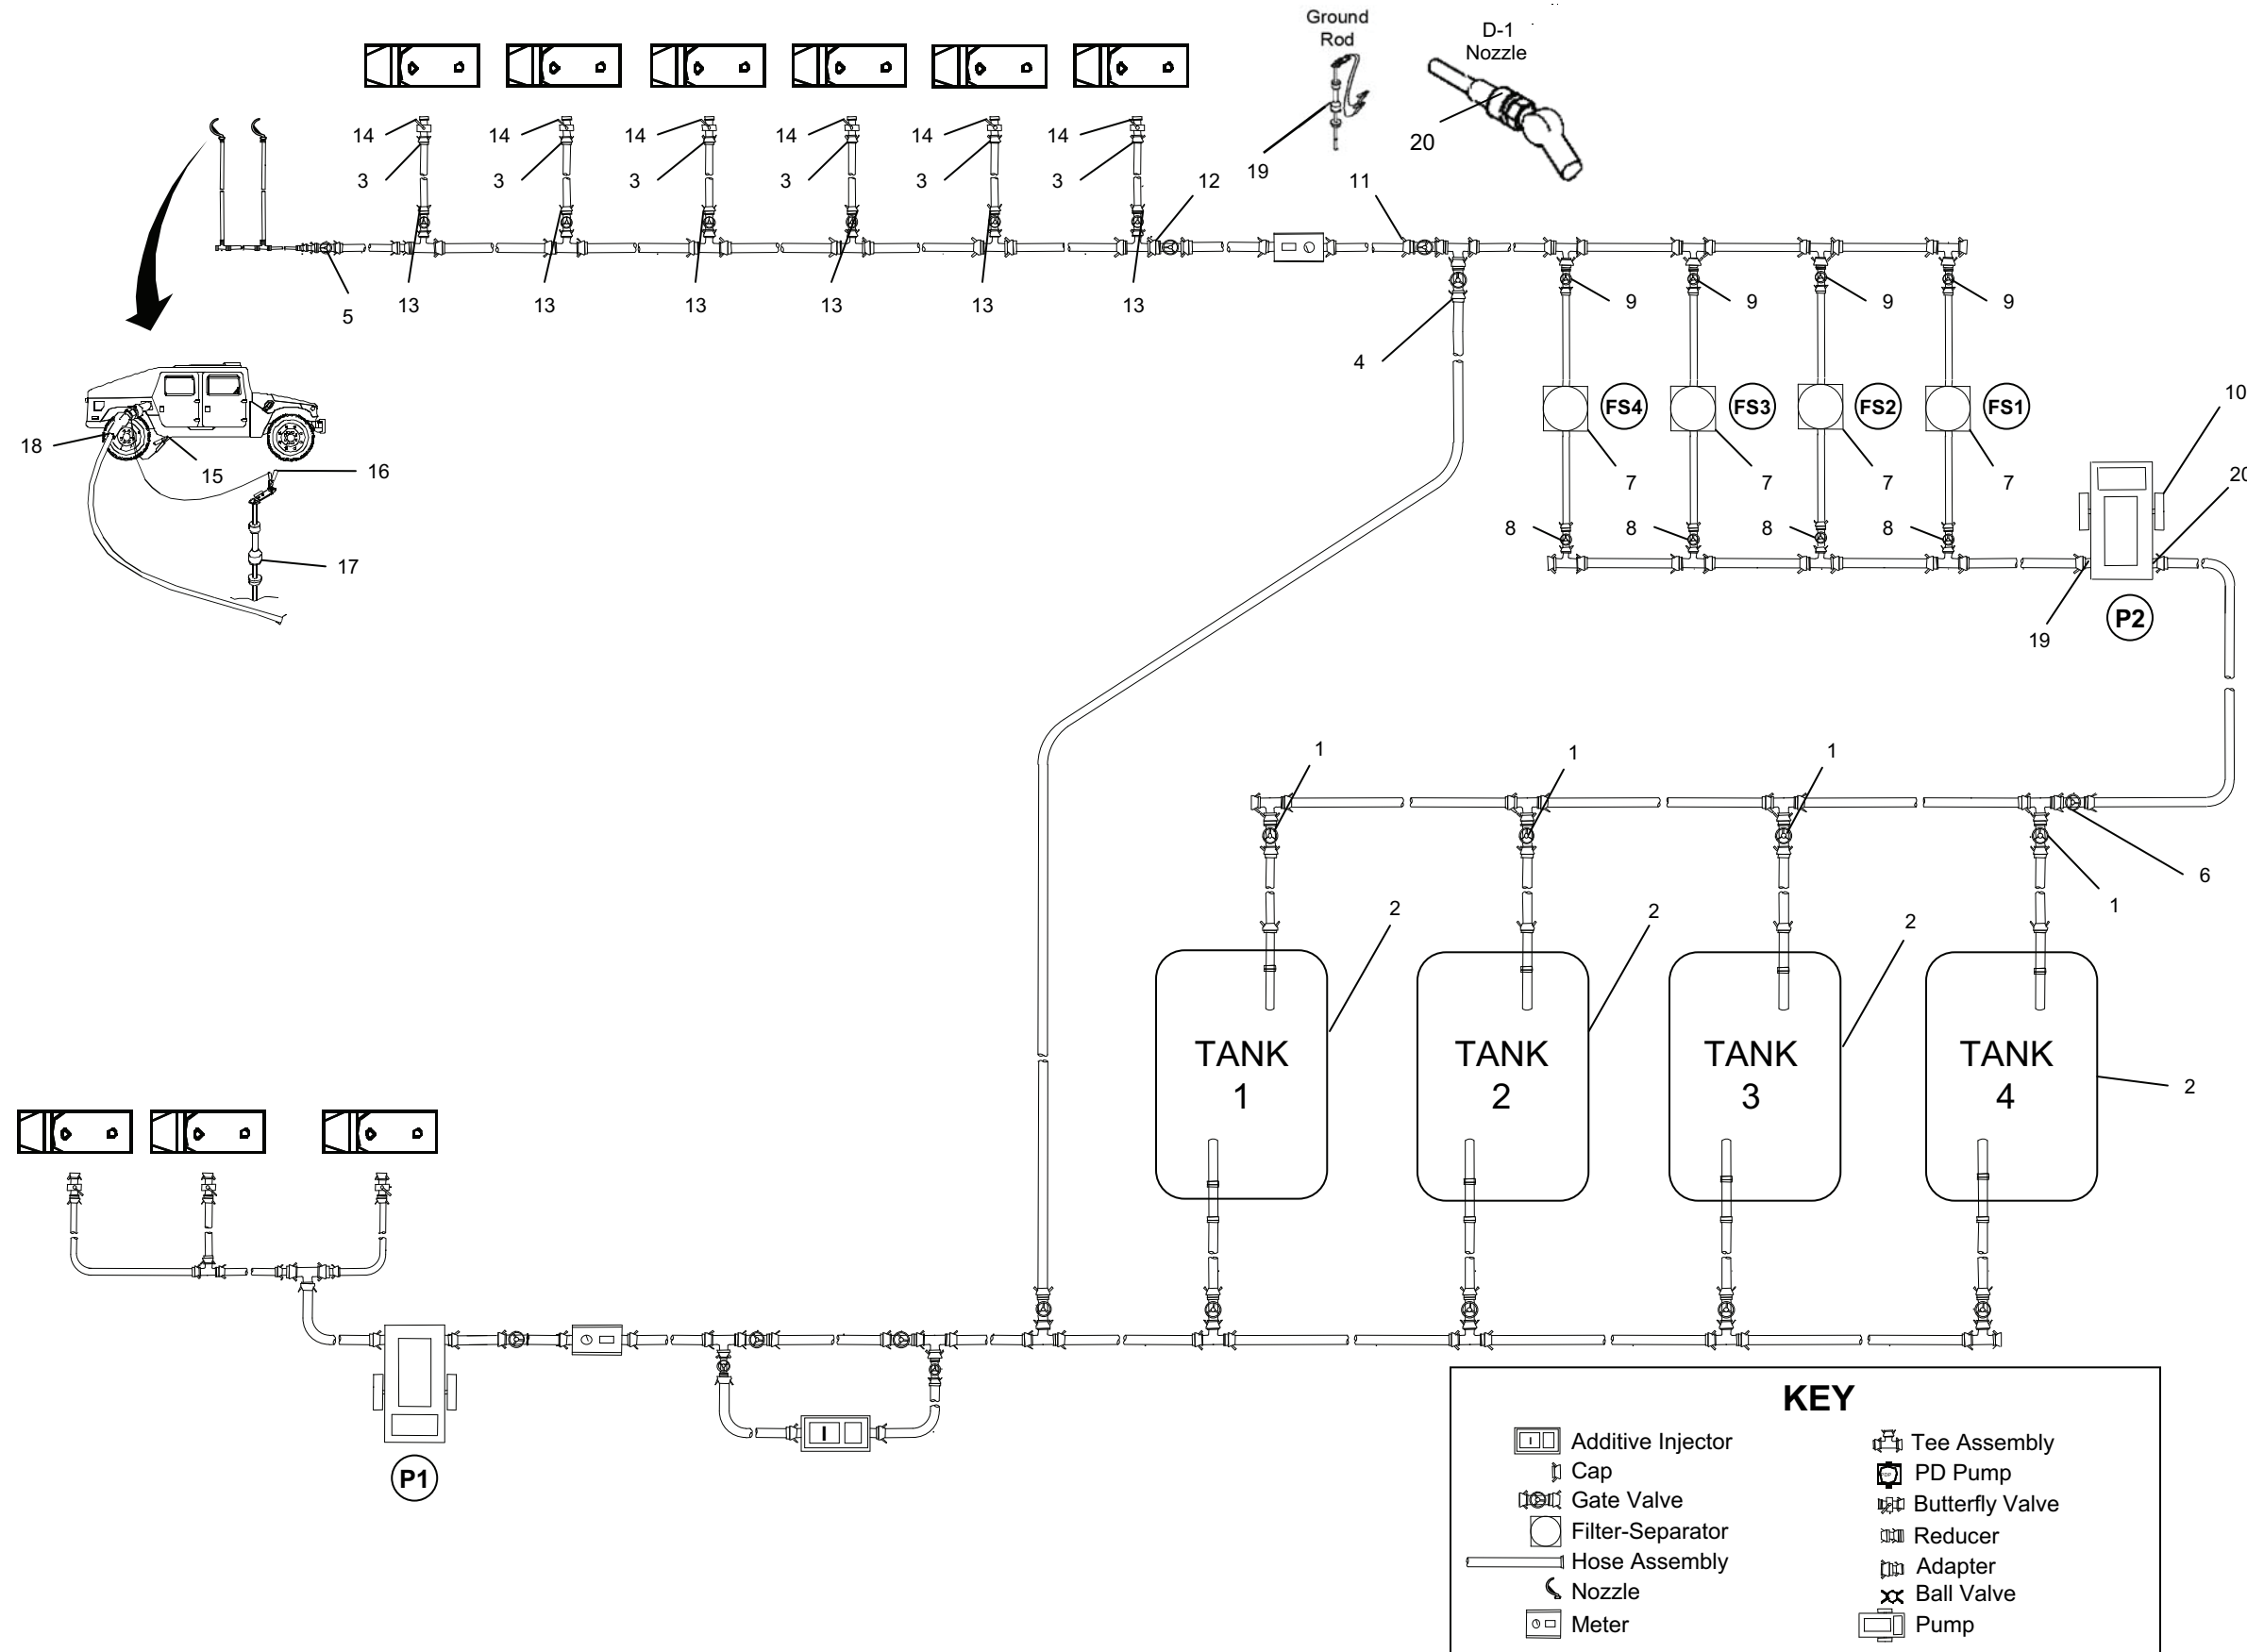 Ground
Rod
D-1
Nozzle
14
14
14
14
14
14
20
3
3
3
3
3
3
12
19
11
5
13
13
13
13
13
13
9
9
9
9
4
FS4
FS3
FS2
FS1
10
18
15
16
7
7
7
7
20
8
8
8
8
17
P2
19
1
1
1
6
1
2
2
2
TANK
1
TANK
2
TANK
3
TANK
4
2
P1
I
KEY
I
Additive Injector
Cap
Gate Valve
Filter-Separator
Hose Assembly
Nozzle
Meter
Tee Assembly
PD Pump
Butterfly Valve
Reducer
Adapter
Ball Valve
Pump